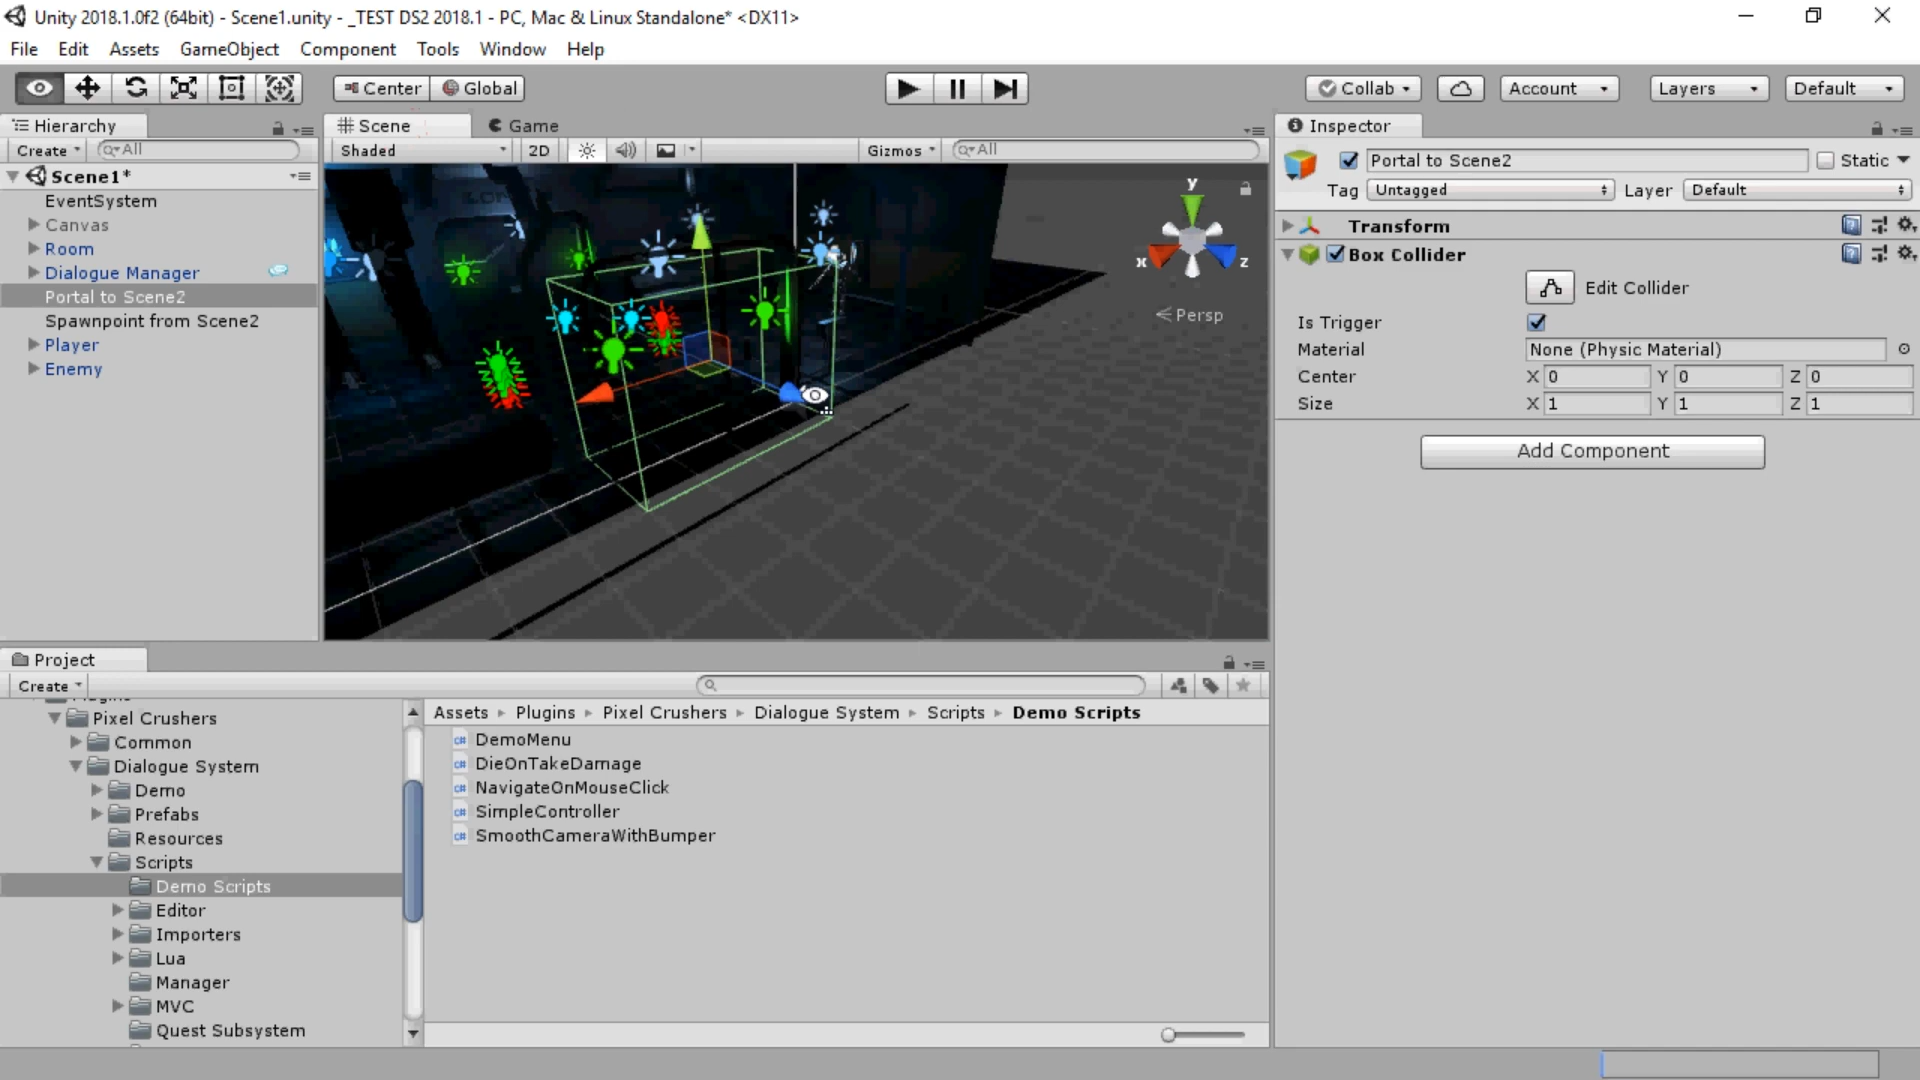 Unity 2018.1.0f2 (64bit) - Scene1.unity - _TEST DS2 2018.1 - PC, Mac & Linux Standalone* <DX11>
File Edit Assets GameObject Component Tools Window Help
Center Global Collab Account Layers Default
Hierarchy
Create All
Scene1*
EventSystem
Canvas
Room
Dialogue Manager
Portal to Scene2
Spawnpoint from Scene2
Player
Enemy
Scene Game
Shaded 2D Gizmos All
y
x z
Persp
Inspector
Portal to Scene2 Static
Tag Untagged Layer Default
Transform
Box Collider
Edit Collider
Is Trigger
Material None (Physic Material)
Center X 0 Y 0 Z 0
Size X 1 Y 1 Z 1
Add Component
Project
Create
Pixel Crushers
Common
Dialogue System
Demo
Prefabs
Resources
Scripts
Demo Scripts
Editor
Importers
Lua
Manager
MVC
Quest Subsystem
Assets Plugins Pixel Crushers Dialogue System Scripts Demo Scripts
DemoMenu
DieOnTakeDamage
NavigateOnMouseClick
SimpleController
SmoothCameraWithBumper